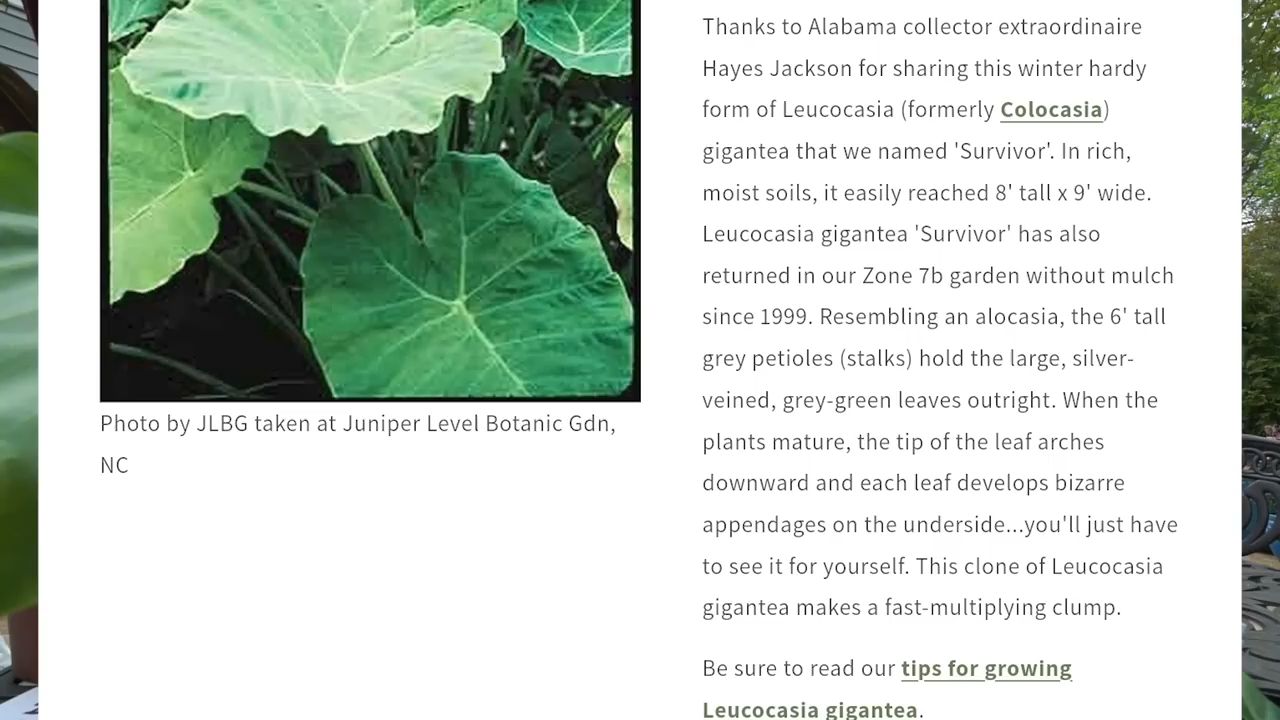 Thanks to Alabama collector extraordinaire
Hayes Jackson for sharing this winter hardy
form of Leucocasia (formerly Colocasia)
gigantea that we named 'Survivor'. In rich,
moist soils, it easily reached 8' tall x 9' wide.
Leucocasia gigantea 'Survivor' has also
returned in our Zone 7b garden without mulch
since 1999. Resembling an alocasia, the 6' tall
grey petioles (stalks) hold the large, silver-
veined, grey-green leaves outright. When the
plants mature, the tip of the leaf arches
downward and each leaf develops bizarre
appendages on the underside...you'll just have
to see it for yourself. This clone of Leucocasia
gigantea makes a fast-multiplying clump.
Be sure to read our tips for growing
Leucocasia gigantea.
Photo by JLBG taken at Juniper Level Botanic Gdn,
NC